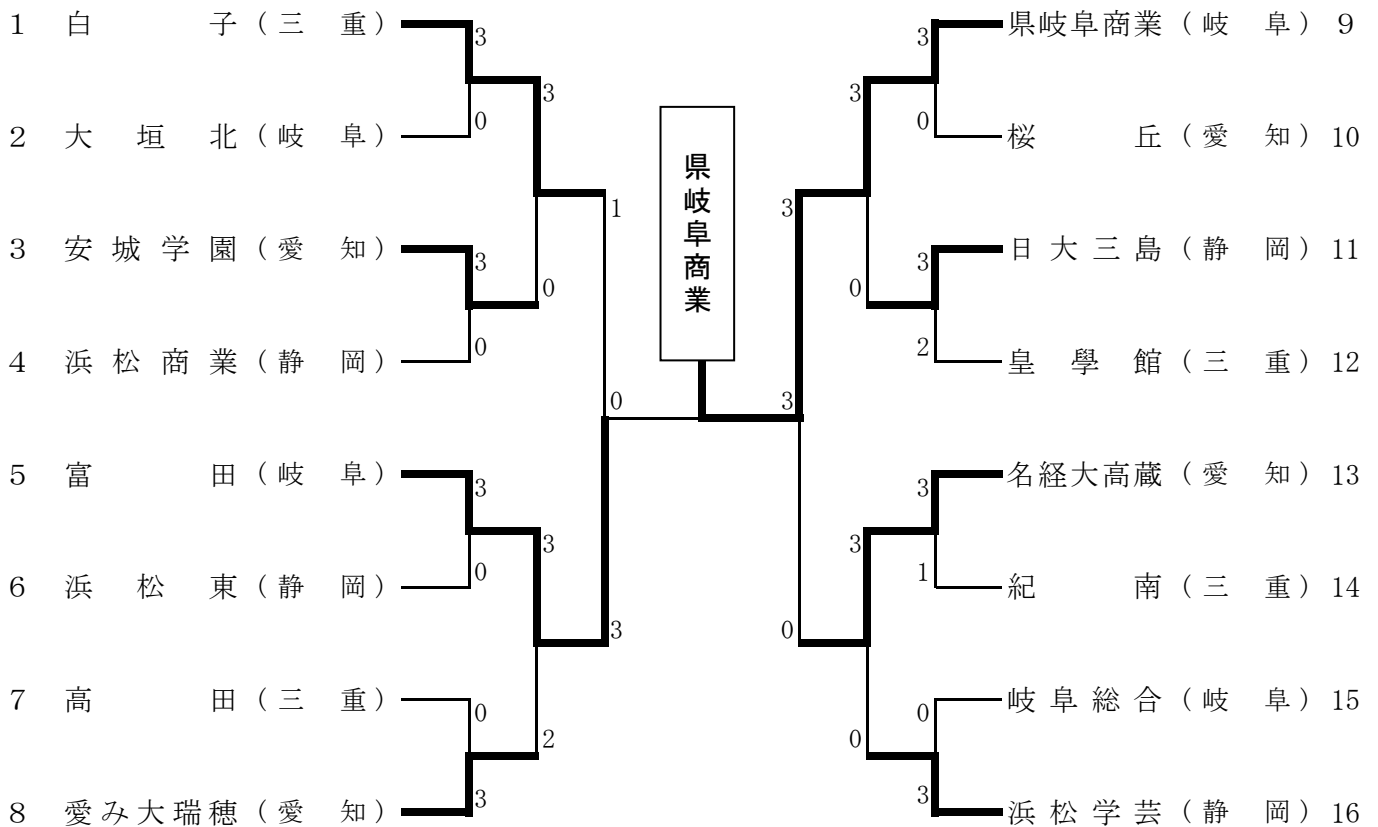 1 白子(三重) 3 3 県岐阜商業(岐阜) 9
3 3
2 大垣北(岐阜) 0 0 桜丘(愛知) 10
県岐阜商業
1 3
3 安城学園(愛知) 3 3 日大三島(静岡) 11
0 0
4 浜松商業(静岡) 0 2 皇學館(三重) 12
0 3
5 富田(岐阜) 3 3 名経大高蔵(愛知) 13
3 3
6 浜松東(静岡) 0 1 紀南(三重) 14
3 0
7 高田(三重) 0 0 岐阜総合(岐阜) 15
2 0
8 愛み大瑞穂(愛知) 3 3 浜松学芸(静岡) 16